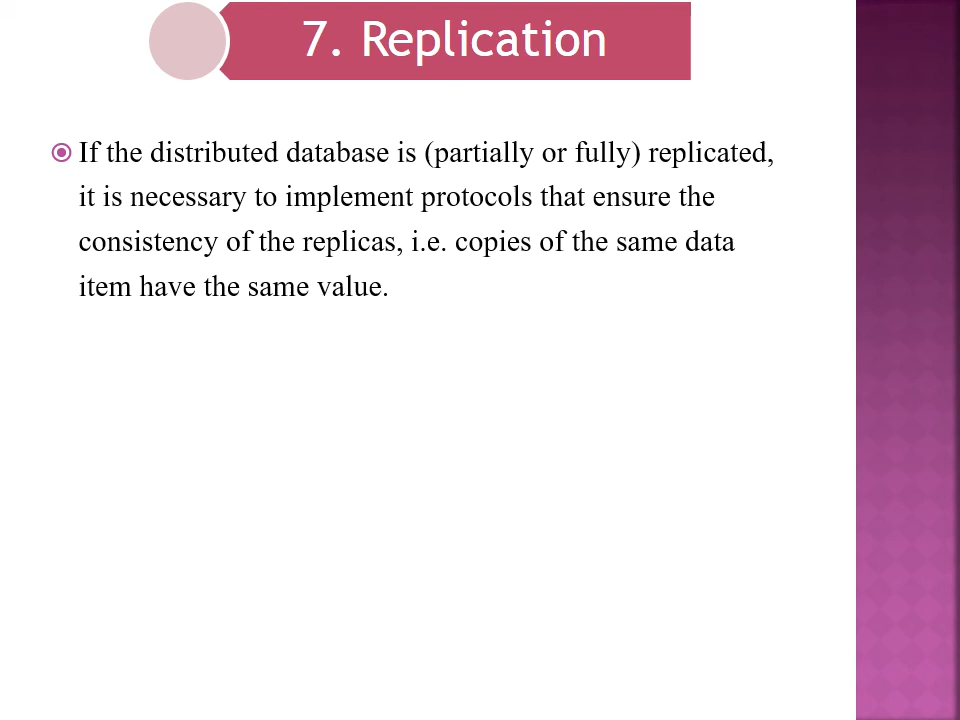 7. Replication
If the distributed database is (partially or fully) replicated,
it is necessary to implement protocols that ensure the
consistency of the replicas, i.e. copies of the same data
item have the same value.